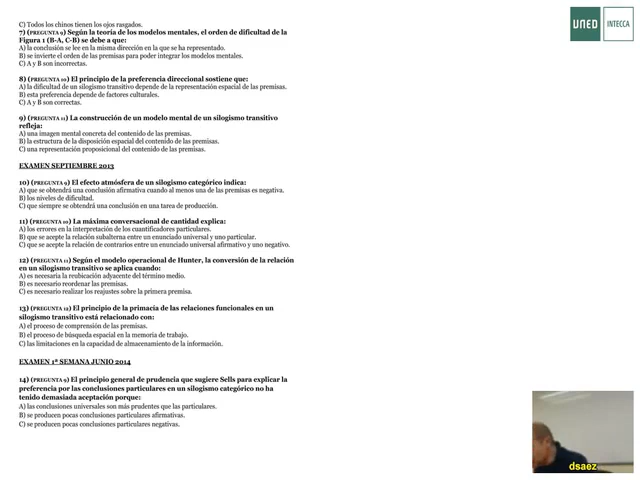 C) Todos los chinos tienen los ojos rasgados.
7) (PREGUNTA 9) Según la teoría de los modelos mentales, el orden de dificultad de la
Figura 1 (B-A, C-B) se debe a que:
A) la conclusión se lee en la misma dirección en la que se ha representado.
B) se invierte el orden de las premisas para poder integrar los modelos mentales.
C) A y B son incorrectas.
8) (PREGUNTA 10) El principio de la preferencia direccional sostiene que:
A) la dificultad de un silogismo transitivo depende de la representación espacial de las premisas.
B) esta preferencia depende de factores culturales.
C) A y B son correctas.
9) (PREGUNTA 11) La construcción de un modelo mental de un silogismo transitivo
refleja:
A) una imagen mental concreta del contenido de las premisas.
B) la estructura de la disposición espacial del contenido de las premisas.
C) una representación proposicional del contenido de las premisas.
EXAMEN SEPTIEMBRE 2013
10) (PREGUNTA 9) El efecto atmósfera de un silogismo categórico indica:
A) que se obtendrá una conclusión afirmativa cuando al menos una de las premisas es negativa.
B) los niveles de dificultad.
C) que siempre se obtendrá una conclusión en una tarea de producción.
11) (PREGUNTA 10) La máxima conversacional de cantidad explica:
A) los errores en la interpretación de los cuantificadores particulares.
B) que se acepte la relación subalterna entre un enunciado universal y uno particular.
C) que se acepte la relación de contrarios entre un enunciado universal afirmativo y uno negativo.
12) (PREGUNTA 11) Según el modelo operacional de Hunter, la conversión de la relación
en un silogismo transitivo se aplica cuando:
A) es necesaria la reubicación adyacente del término medio.
B) es necesario reordenar las premisas.
C) es necesario realizar los reajustes sobre la primera premisa.
13) (PREGUNTA 12) El principio de la primacía de las relaciones funcionales en un
silogismo transitivo está relacionado con:
A) el proceso de comprensión de las premisas.
B) el proceso de búsqueda espacial en la memoria de trabajo.
C) las limitaciones en la capacidad de almacenamiento de la información.
EXAMEN 1ª SEMANA JUNIO 2014
14) (PREGUNTA 9) El principio general de prudencia que sugiere Sells para explicar la
preferencia por las conclusiones particulares en un silogismo categórico no ha
tenido demasiada aceptación porque:
A) las conclusiones universales son más prudentes que las particulares.
B) se producen pocas conclusiones particulares afirmativas.
C) se producen pocas conclusiones particulares negativas.
UNED INTECCA
dsaez